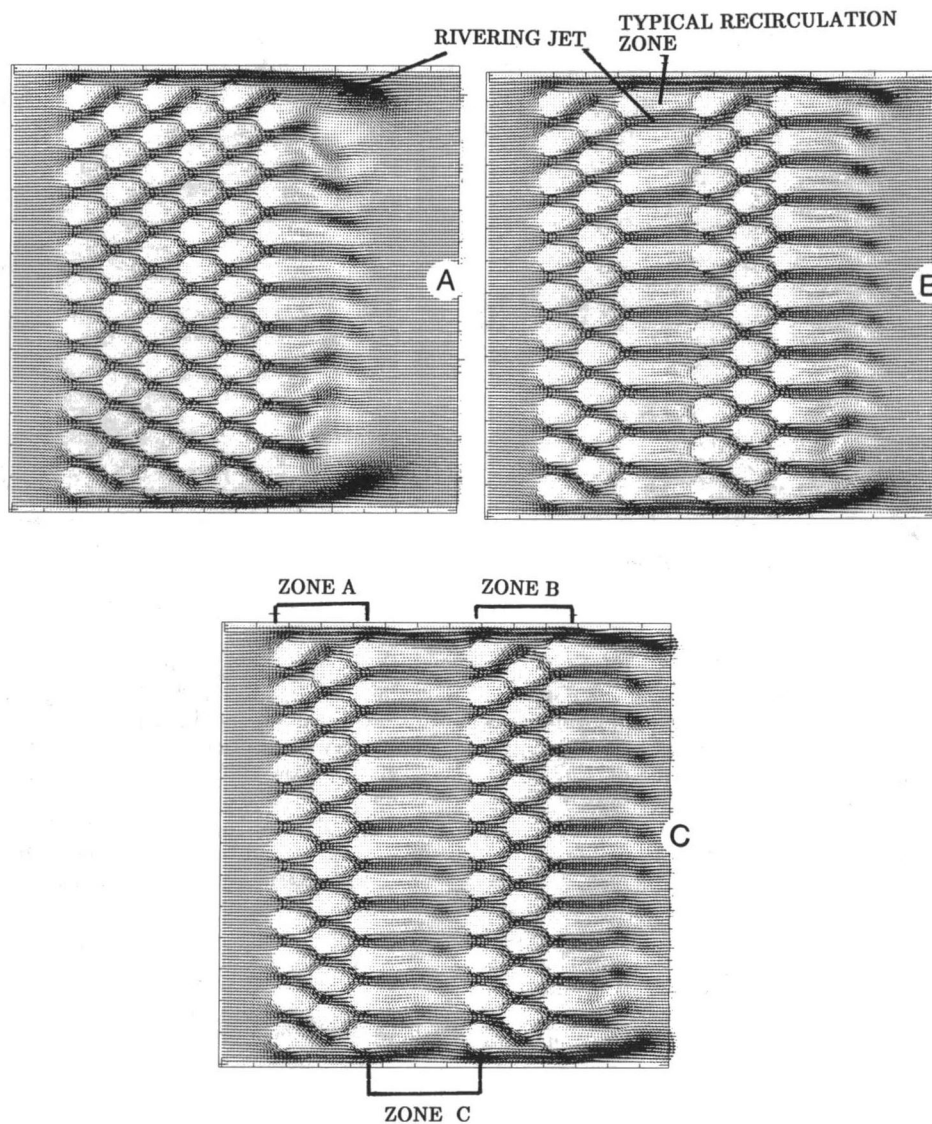 RIVERING JET
TYPICAL RECIRCULATION
ZONE
A
B
ZONE A
ZONE B
C
ZONE C